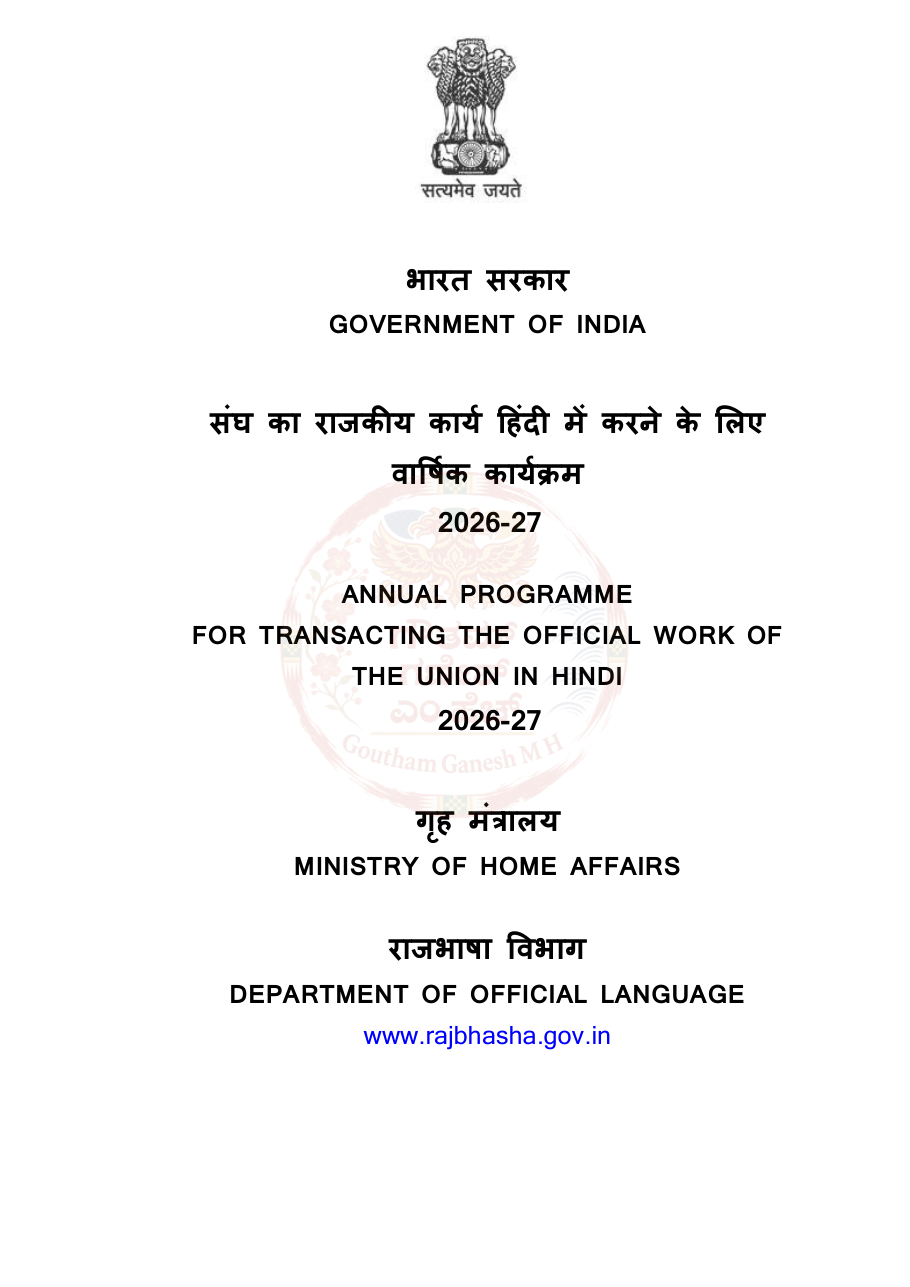 सत्यमेव जयते
भारत सरकार
GOVERNMENT OF INDIA
संघ का राजकीय कार्य हिंदी में करने के लिए
वार्षिक कार्यक्रम
2026-27
ANNUAL PROGRAMME
FOR TRANSACTING THE OFFICIAL WORK OF
THE UNION IN HINDI
2026-27
ಗೌತಮ್
ಗಣೇಶ್
ಎಂ.ಹೆಚ್
Goutham Ganesh M H
गृह मंत्रालय
MINISTRY OF HOME AFFAIRS
राजभाषा विभाग
DEPARTMENT OF OFFICIAL LANGUAGE
www.rajbhasha.gov.in